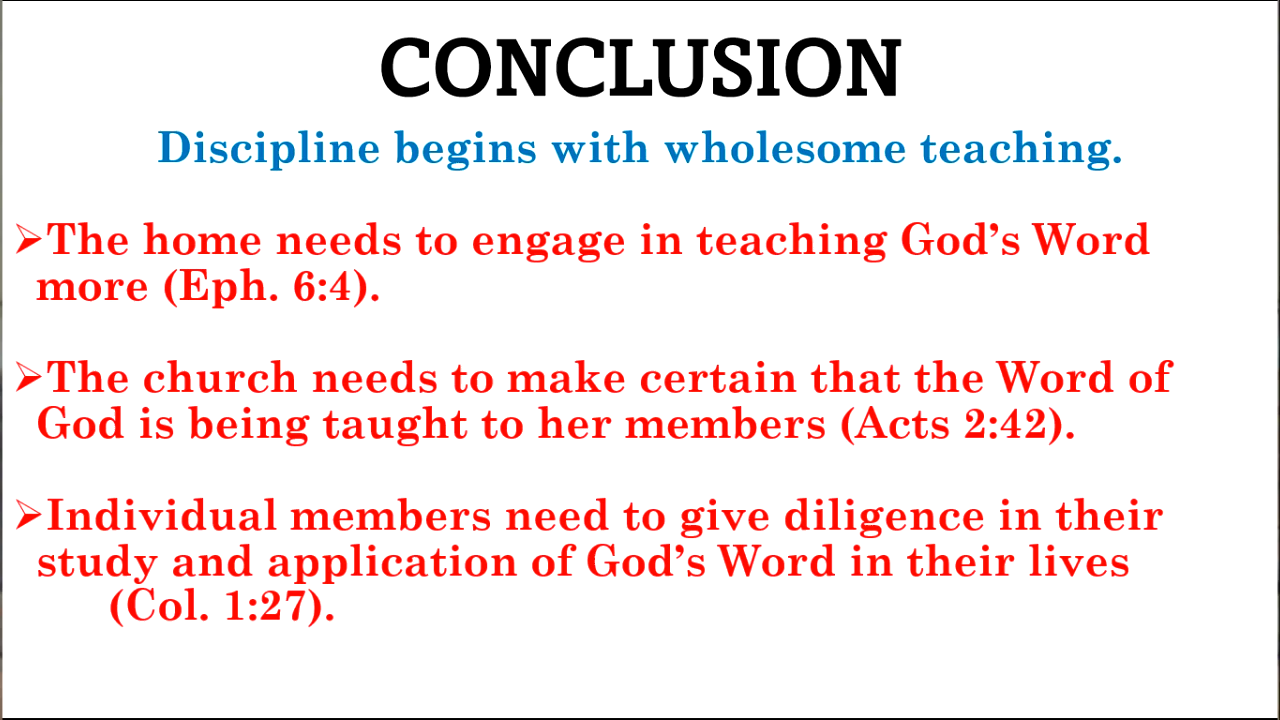 CONCLUSION
Discipline begins with wholesome teaching.
➢The home needs to engage in teaching God’s Word
more (Eph. 6:4).
➢The church needs to make certain that the Word of
God is being taught to her members (Acts 2:42).
➢Individual members need to give diligence in their
study and application of God’s Word in their lives
(Col. 1:27).